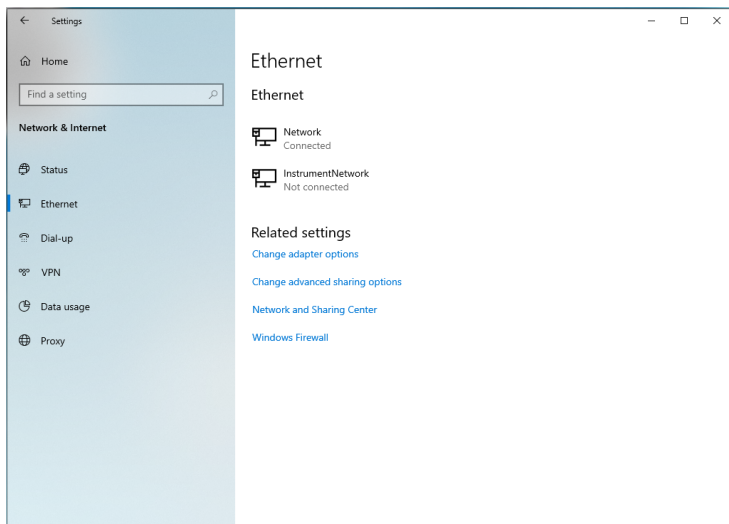 Settings
Home
Find a setting
Network & Internet
Status
Ethernet
Dial-up
VPN
Data usage
Proxy
Ethernet
Ethernet
Network
Connected
InstrumentNetwork
Not connected
Related settings
Change adapter options
Change advanced sharing options
Network and Sharing Center
Windows Firewall